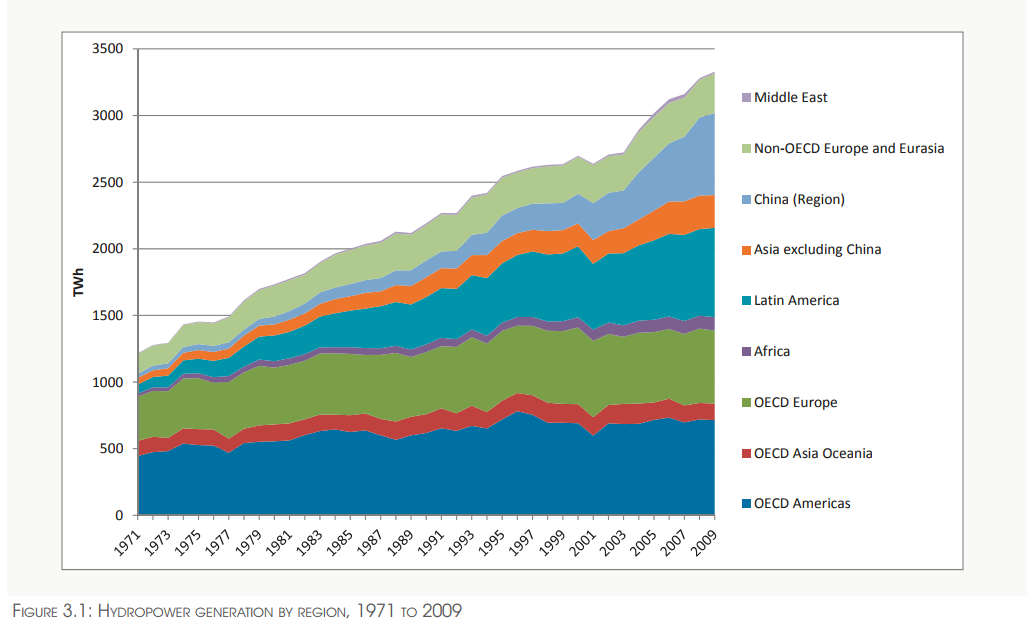 3500
3000
2500
2000
1500
1000
500
0
TWh
1971
1973
1975
1977
1979
1981
1983
1985
1987
1989
1991
1993
1995
1997
1999
2001
2003
2005
2007
2009
Middle East
Non-OECD Europe and Eurasia
China (Region)
Asia excluding China
Latin America
Africa
OECD Europe
OECD Asia Oceania
OECD Americas
FIGURE 3.1: HYDROPOWER GENERATION BY REGION, 1971 TO 2009